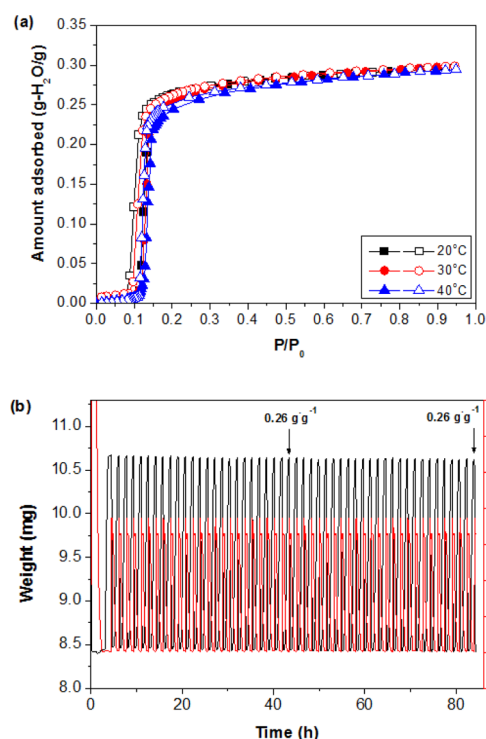 (a)
0.35
0.30
0.25
0.20
0.15
0.10
0.05
0.00
Amount adsorbed (g-H₂O/g)
20°C
30°C
40°C
0.0 0.1 0.2 0.3 0.4 0.5 0.6 0.7 0.8 0.9 1.0
P/P₀
(b)
0.26 g·g⁻¹ 0.26 g·g⁻¹
11.0
10.5
10.0
9.5
9.0
8.5
8.0
Weight (mg)
0 20 40 60 80
Time (h)